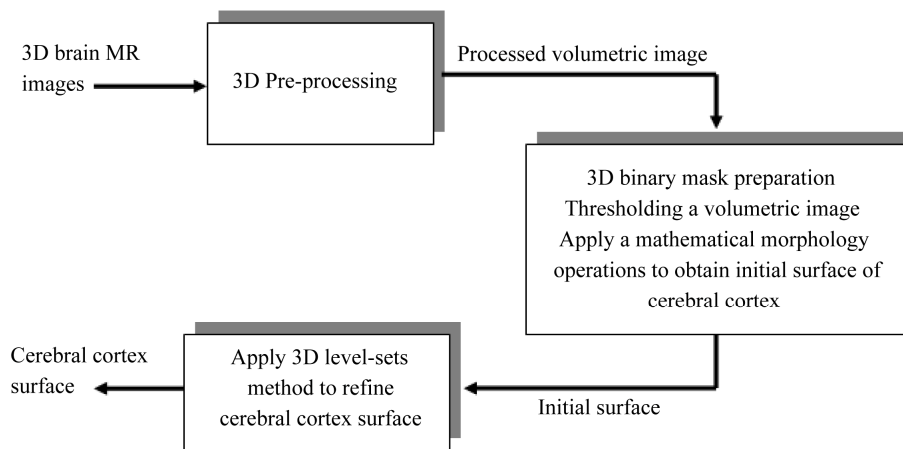 3D brain MR
images
3D Pre-processing
Processed volumetric image
3D binary mask preparation
Thresholding a volumetric image
Apply a mathematical morphology
operations to obtain initial surface of
cerebral cortex
Initial surface
Apply 3D level-sets
method to refine
cerebral cortex surface
Cerebral cortex
surface